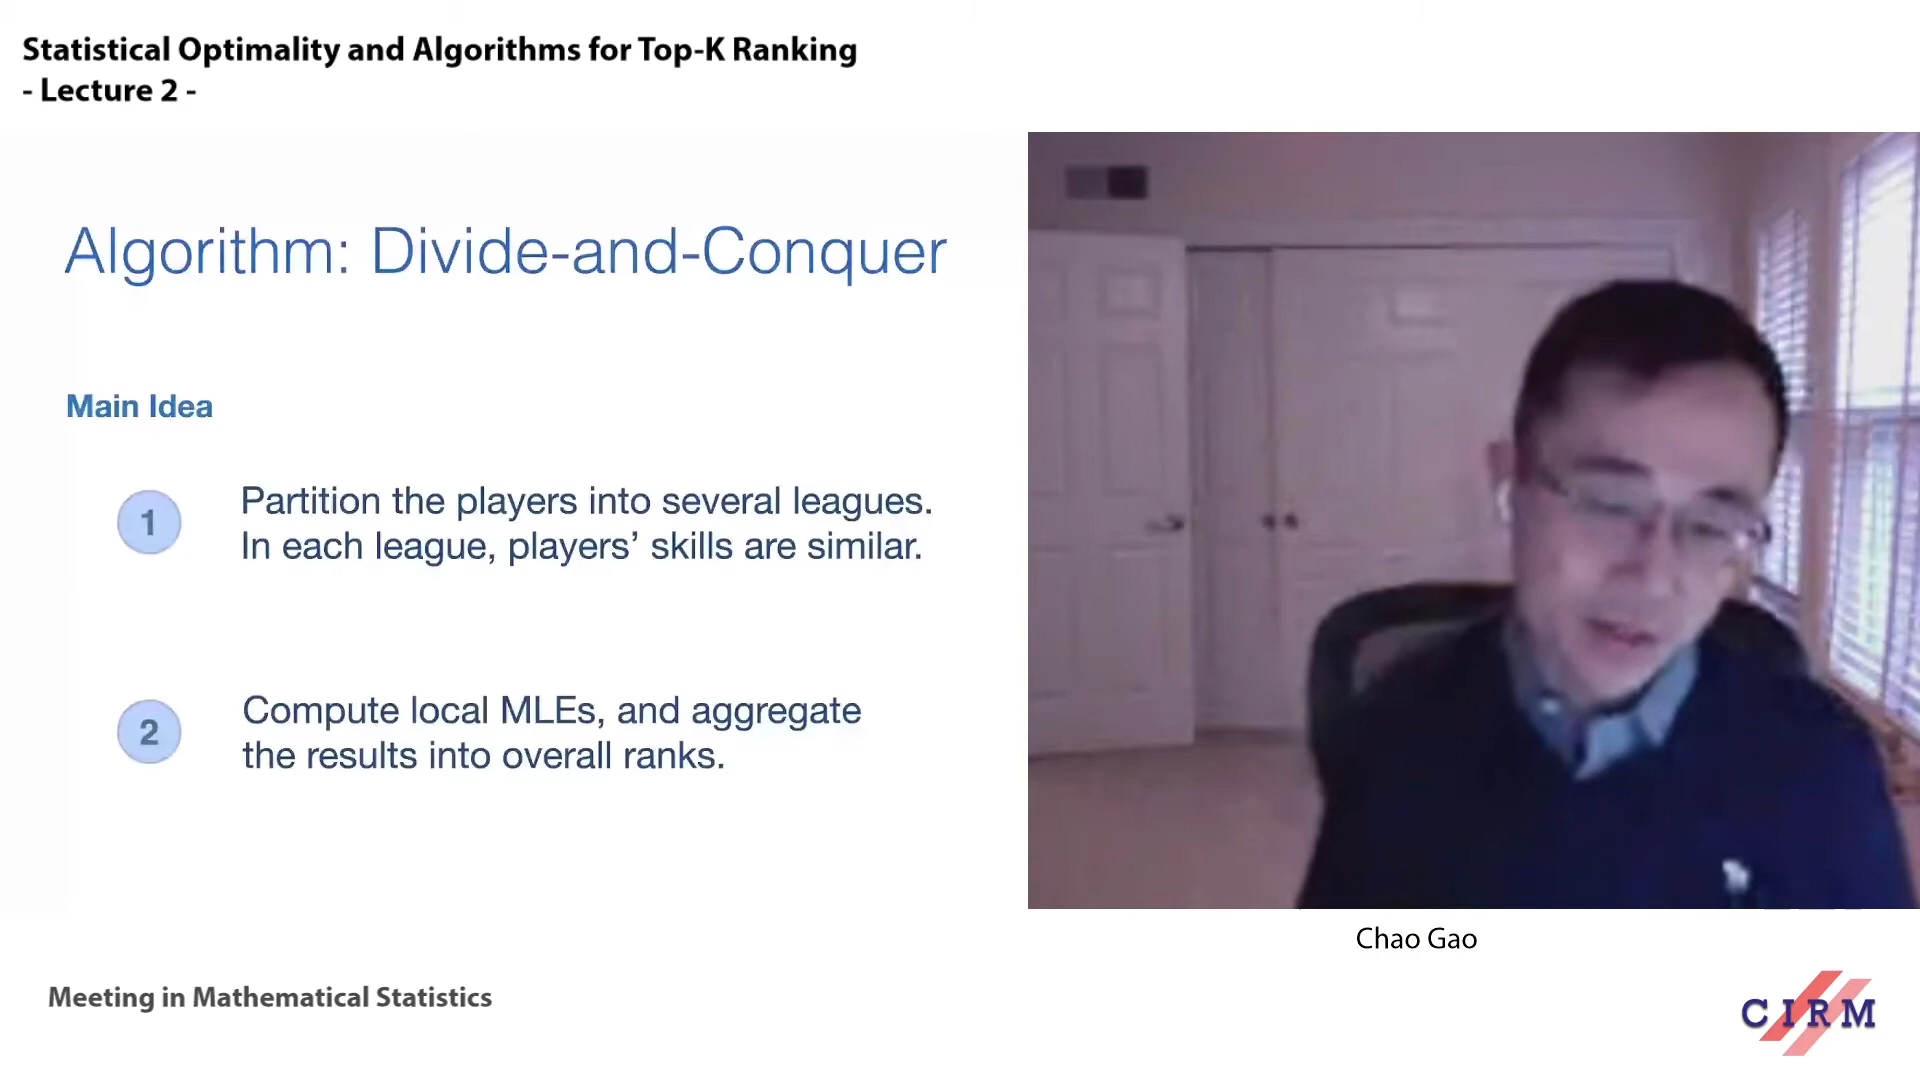 Statistical Optimality and Algorithms for Top-K Ranking
- Lecture 2 -
Algorithm: Divide-and-Conquer
Main Idea
1
Partition the players into several leagues.
In each league, players’ skills are similar.
2
Compute local MLEs, and aggregate
the results into overall ranks.
Chao Gao
Meeting in Mathematical Statistics
CIRM